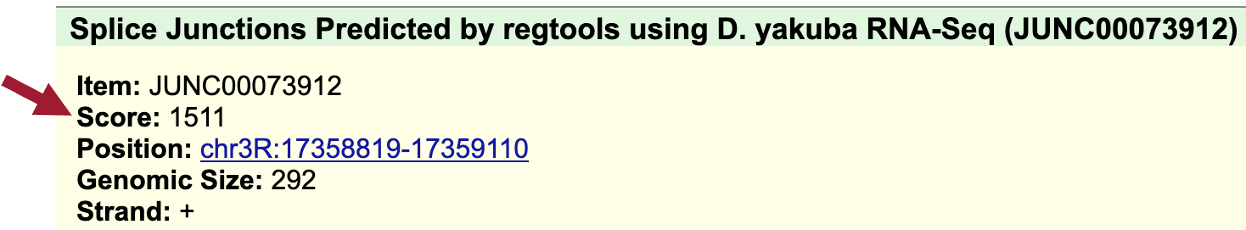 Splice Junctions Predicted by regtools using D. yakuba RNA-Seq (JUNC00073912)
Item: JUNC00073912
Score: 1511
Position: chr3R:17358819-17359110
Genomic Size: 292
Strand: +